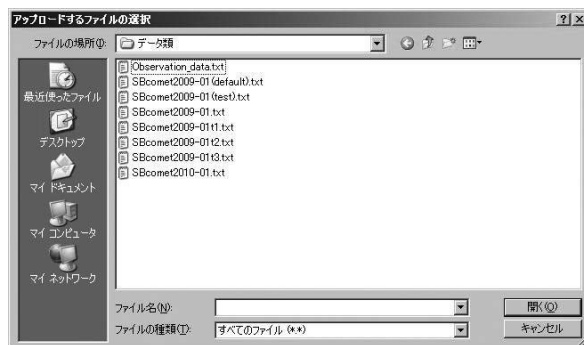 アップロードするファイルの選択
ファイルの場所(I):
データ類
Observation_data.txt
SBcomet2009-01(default).txt
SBcomet2009-01(test).txt
SBcomet2009-01.txt
SBcomet2009-01t1.txt
SBcomet2009-01t2.txt
SBcomet2009-01t3.txt
SBcomet2010-01.txt
最近使ったファイル
デスクトップ
マイ ドキュメント
マイ コンピュータ
マイ ネットワーク
ファイル名(N):
開く(O)
ファイルの種類(T):
すべてのファイル (*.*)
キャンセル